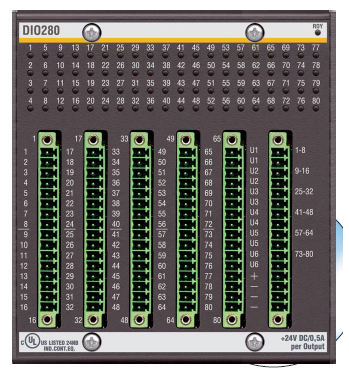 DIO280 RDY
1 5 9 13 17 21 25 29 33 37 41 45 49 53 57 61 65 69 73 77
2 6 10 14 18 22 26 30 34 38 42 46 50 54 58 62 66 70 74 78
3 7 11 15 19 23 27 31 35 39 43 47 51 55 59 63 67 71 75 79
4 8 12 16 20 24 28 32 36 40 44 48 52 56 60 64 68 72 76 80
1 17 33 49 65
1 17 33 49 65 U1 1-8
2 18 34 50 66 U1
3 19 35 51 67 U2 9-16
4 20 36 52 68 U2
5 21 37 53 69 U3 25-32
6 22 38 54 70 U3
7 23 39 55 71 U4 41-48
8 24 40 56 72 U4
9 25 41 57 73 U5 57-64
10 26 42 58 74 U5
11 27 43 59 75 U6 73-80
12 28 44 60 76 U6
13 29 45 61 77 +
14 30 46 62 78 —
15 31 47 63 79 —
16 32 48 64 80 —
16 32 48 64 80
C UL US LISTED 24ND
IND.CONT.EQ.
+24V DC/0,5A
per Output